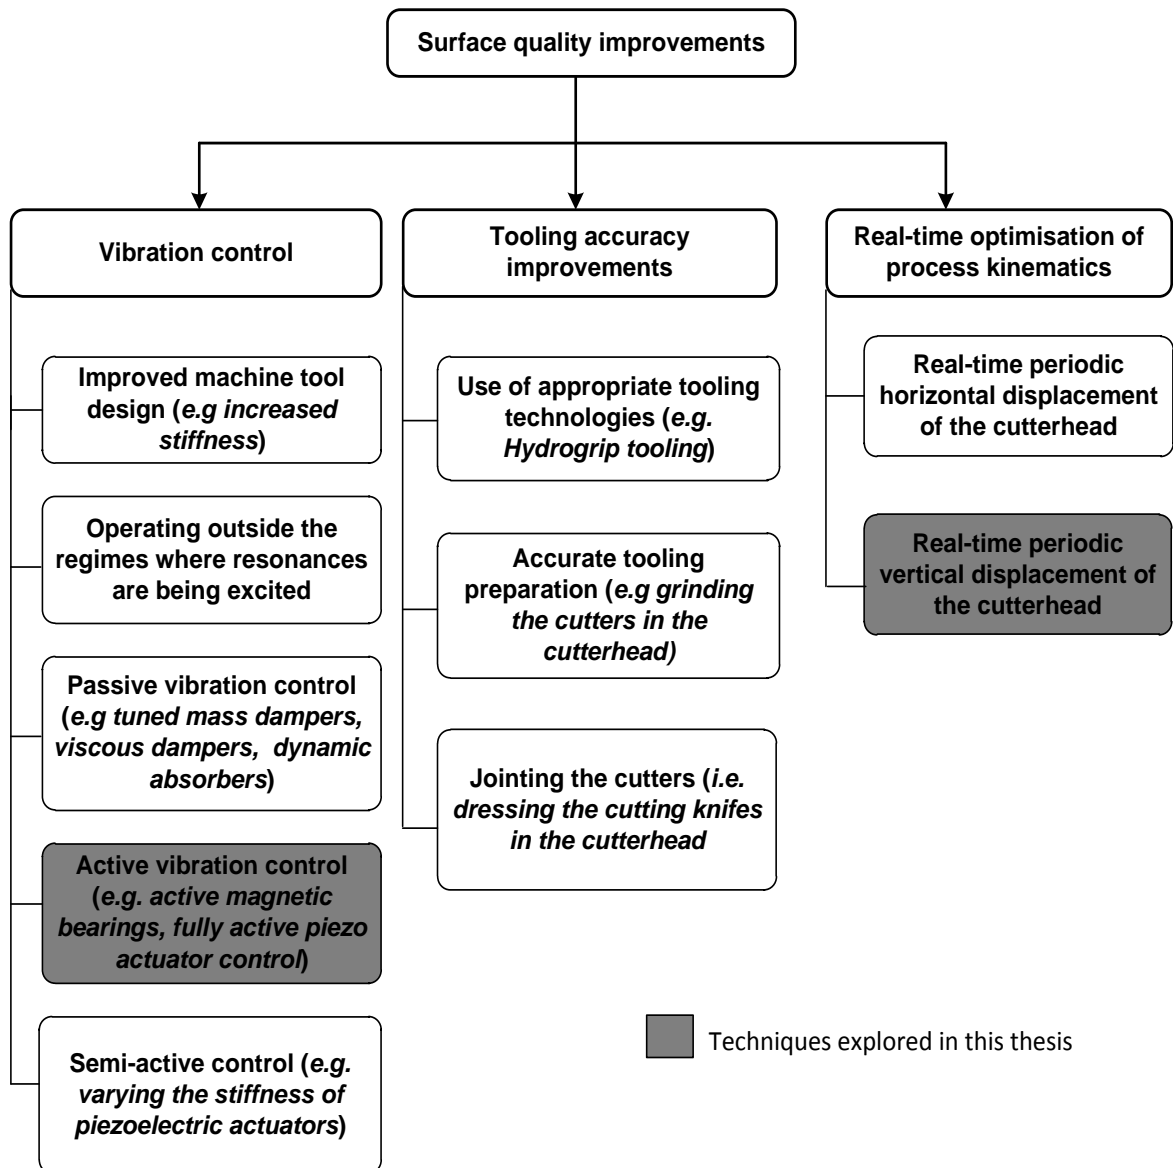 Surface quality improvements
Vibration control
Tooling accuracy
improvements
Real-time optimisation of
process kinematics
Improved machine tool
design (e.g increased
stiffness)
Operating outside the
regimes where resonances
are being excited
Passive vibration control
(e.g tuned mass dampers,
viscous dampers, dynamic
absorbers)
Active vibration control
(e.g. active magnetic
bearings, fully active piezo
actuator control)
Semi-active control (e.g.
varying the stiffness of
piezoelectric actuators)
Use of appropriate tooling
technologies (e.g.
Hydrogrip tooling)
Accurate tooling
preparation (e.g grinding
the cutters in the
cutterhead)
Jointing the cutters (i.e.
dressing the cutting knifes
in the cutterhead
Real-time periodic
horizontal displacement
of the cutterhead
Real-time periodic
vertical displacement of
the cutterhead
Techniques explored in this thesis